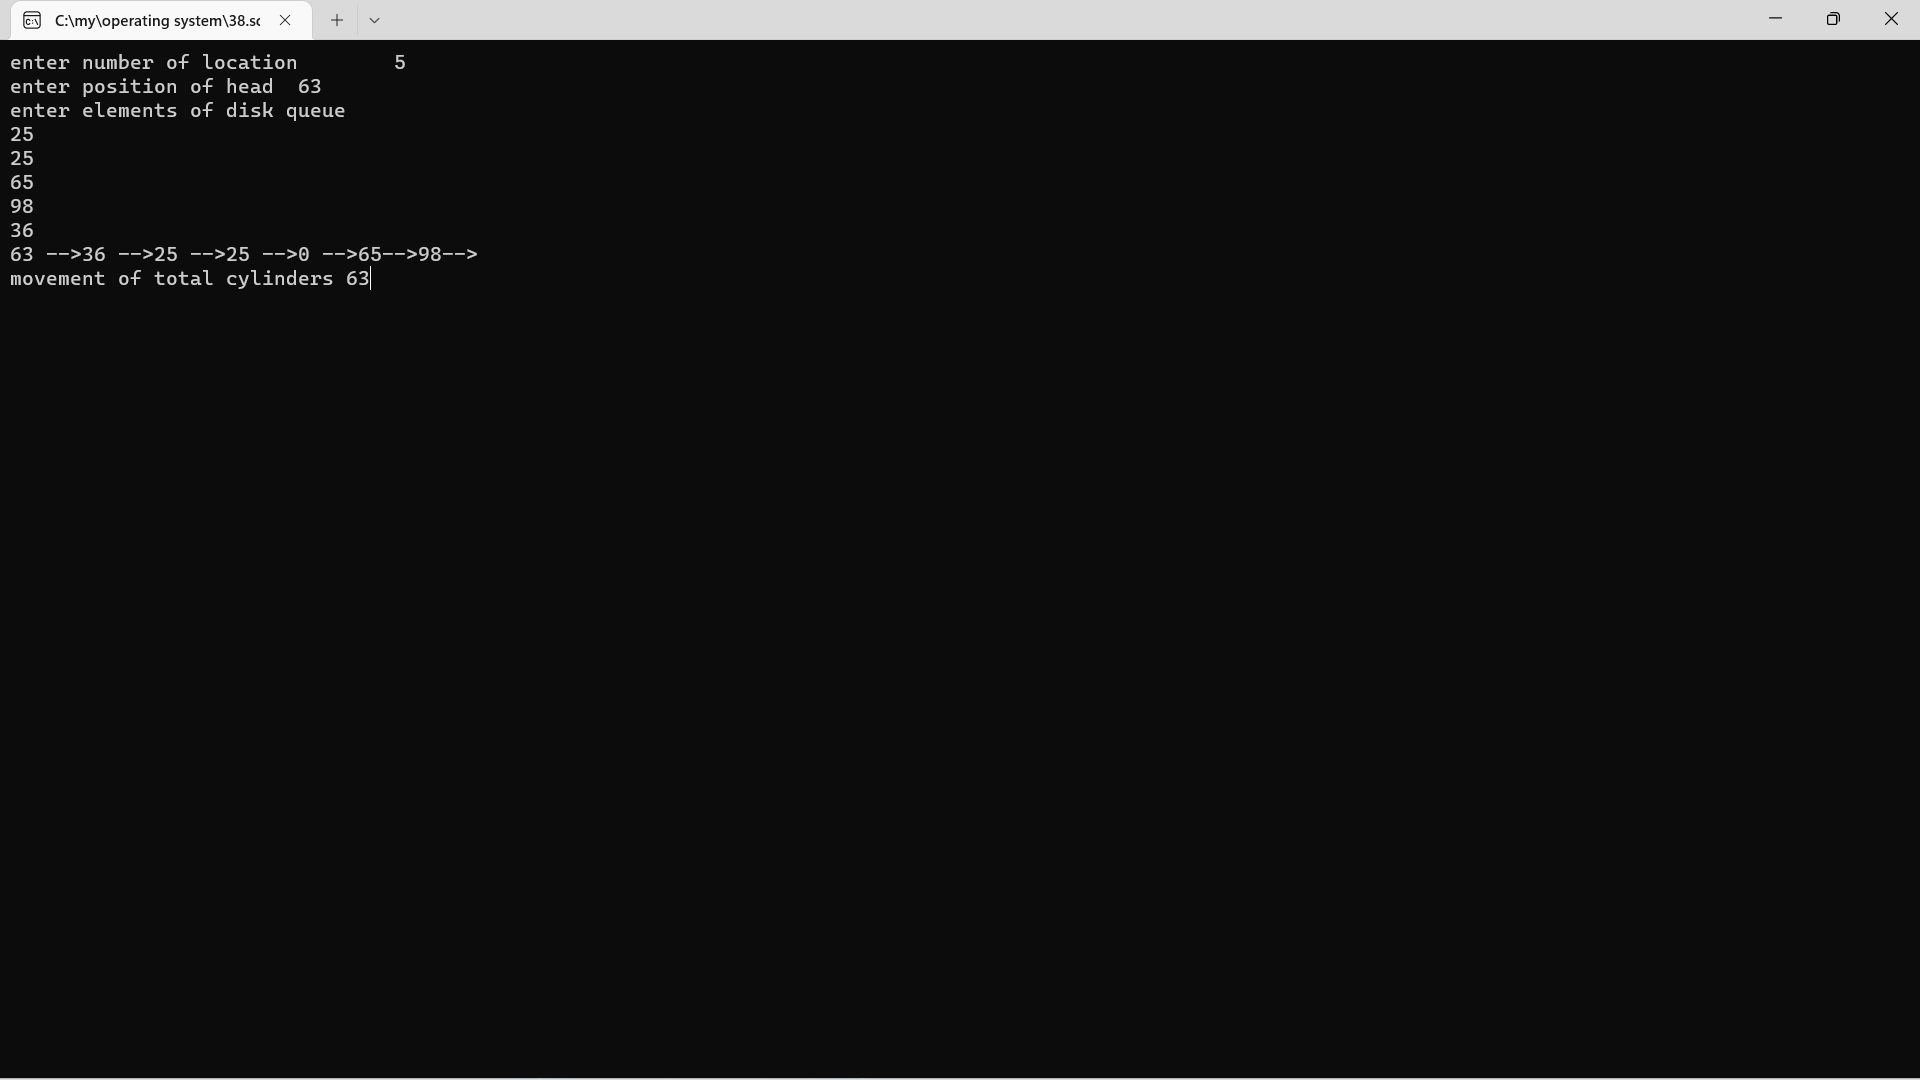 C:\my\operating system\38.sc
enter number of location        5
enter position of head  63
enter elements of disk queue
25
25
65
98
36
63 -->36 -->25 -->25 -->0 -->65-->98-->
movement of total cylinders 63